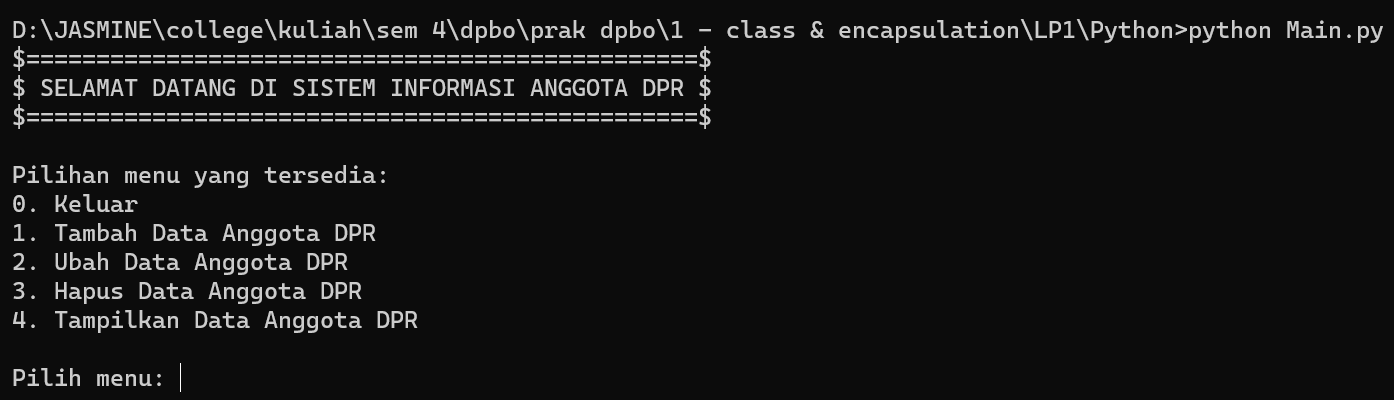 D:\JASMINE\college\kuliah\sem 4\dpbo\prak dpbo\1 - class & encapsulation\LP1\Python>python Main.py
$================================================$
$ SELAMAT DATANG DI SISTEM INFORMASI ANGGOTA DPR $
$================================================$
Pilihan menu yang tersedia:
0. Keluar
1. Tambah Data Anggota DPR
2. Ubah Data Anggota DPR
3. Hapus Data Anggota DPR
4. Tampilkan Data Anggota DPR
Pilih menu: